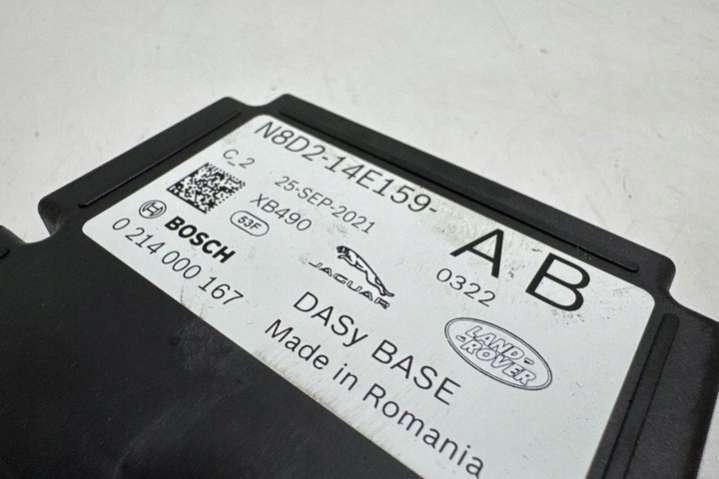 N8D2-14E159-
AB
C_2
25-SEP-2021
XB490
53F
0322
BOSCH
0 214 000 167
JAGUAR
LAND-
ROVER
DASy BASE
Made in Romania